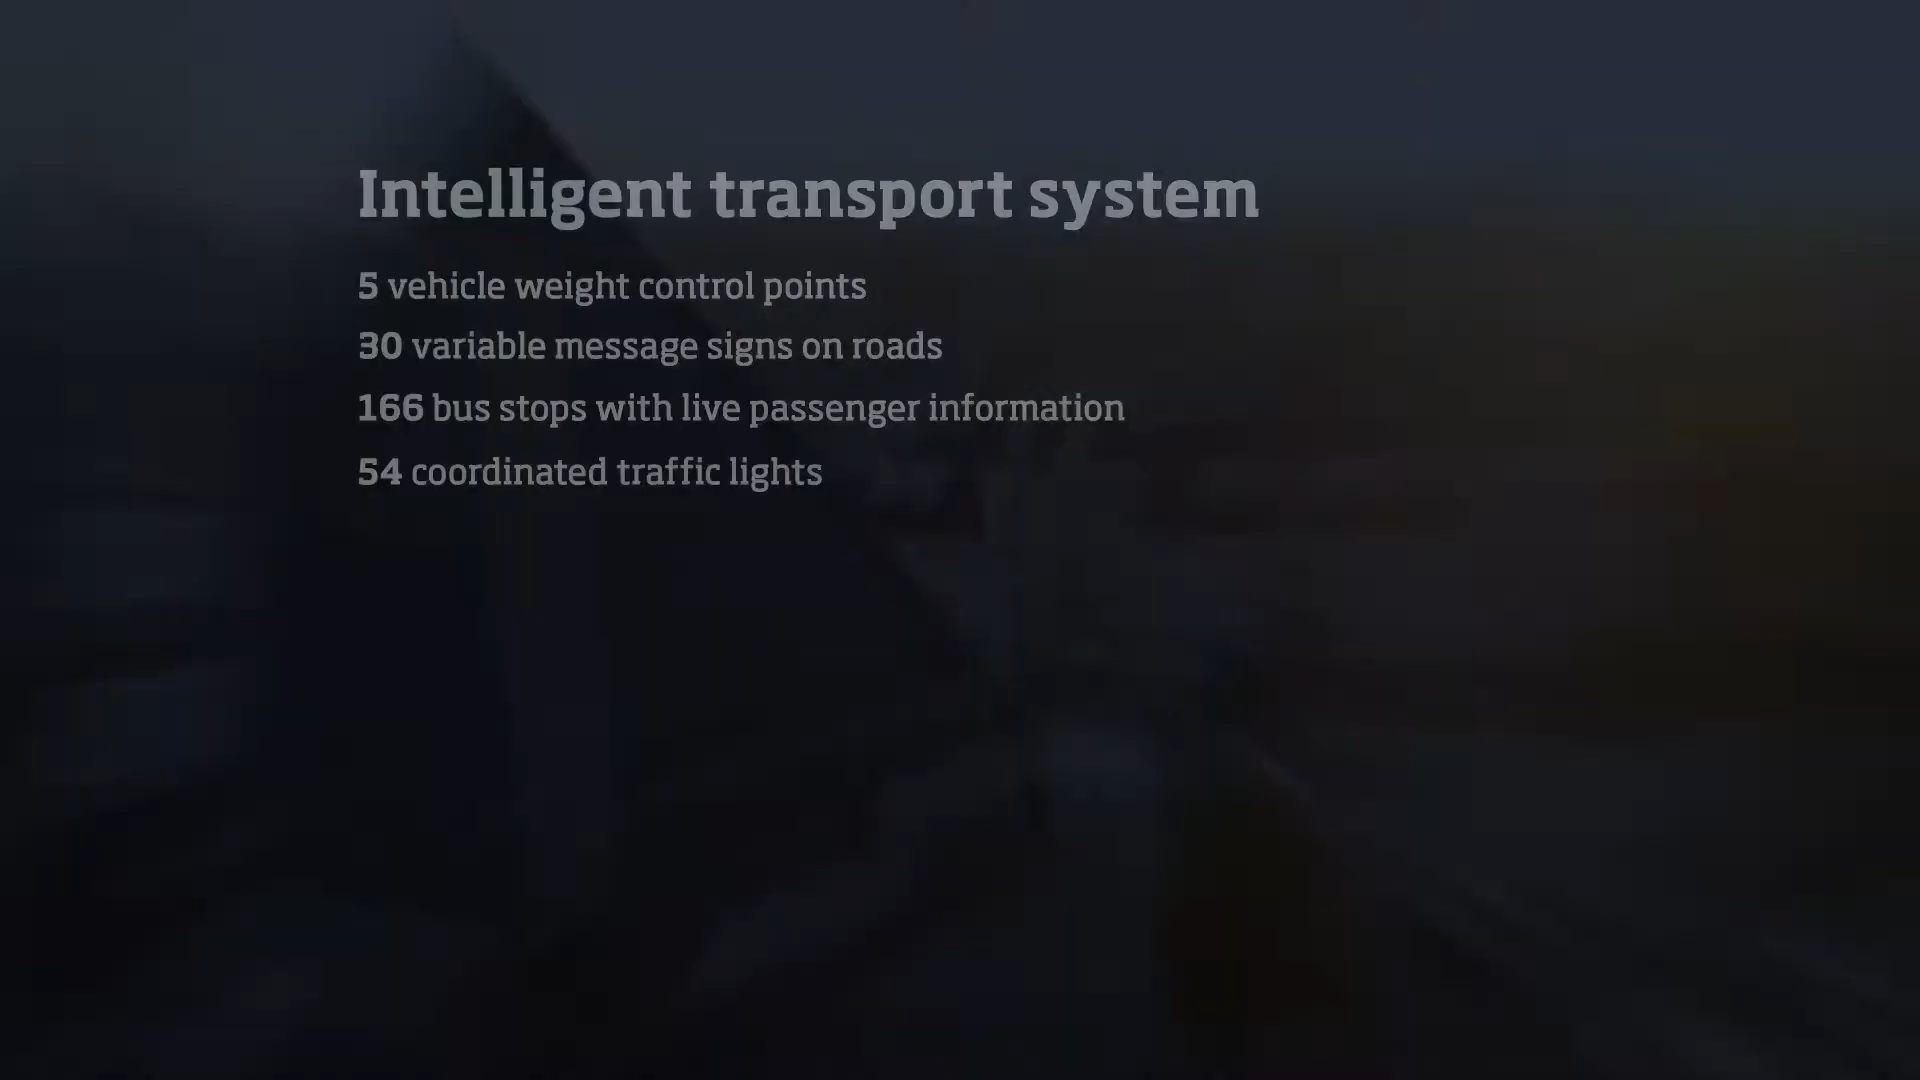 Intelligent transport system
5 vehicle weight control points
30 variable message signs on roads
166 bus stops with live passenger information
54 coordinated traffic lights